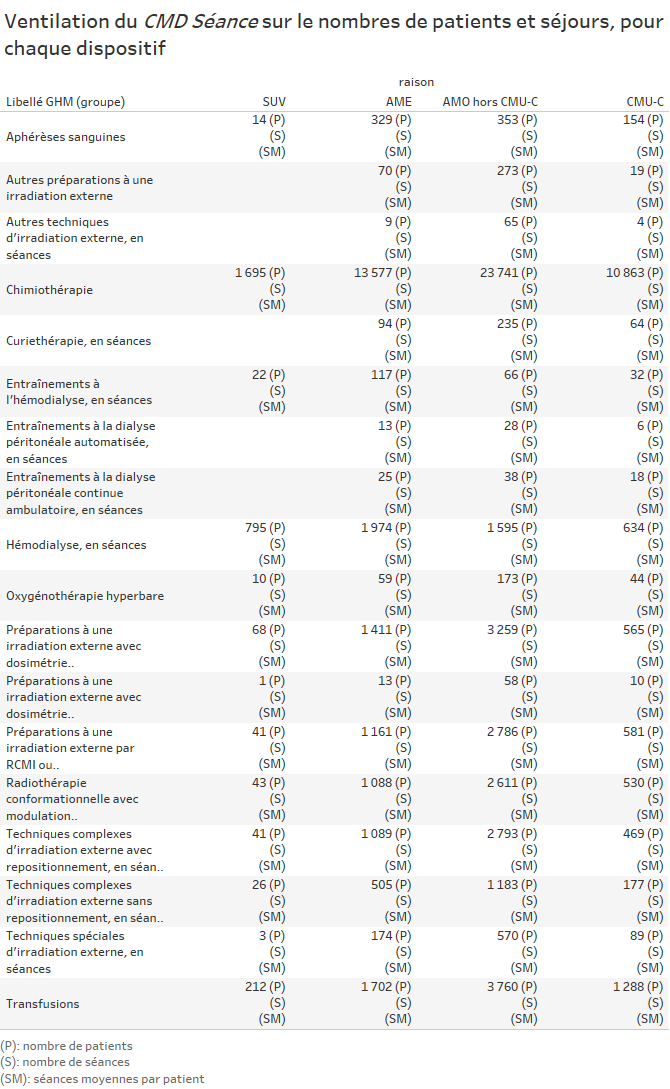 Ventilation du CMD Séance sur le nombres de patients et séjours, pour
chaque dispositif
raison
Libellé GHM (groupe) SUV AME AMO hors CMU-C CMU-C
14 (P) 329 (P) 353 (P) 154 (P)
Aphérèses sanguines (S) (S) (S) (S)
(SM) (SM) (SM) (SM)
70 (P) 273 (P) 19 (P)
Autres préparations à une
(S) (S) (S)
irradiation externe
(SM) (SM) (SM)
Autres techniques 9 (P) 65 (P) 4 (P)
d’irradiation externe, en (S) (S) (S)
séances (SM) (SM) (SM)
1 695 (P) 13 577 (P) 23 741 (P) 10 863 (P)
Chimiothérapie (S) (S) (S) (S)
(SM) (SM) (SM) (SM)
94 (P) 235 (P) 64 (P)
Curiethérapie, en séances (S) (S) (S)
(SM) (SM) (SM)
22 (P) 117 (P) 66 (P) 32 (P)
Entraînements à
(S) (S) (S) (S)
l’hémodialyse, en séances
(SM) (SM) (SM) (SM)
Entraînements à la dialyse 13 (P) 28 (P) 6 (P)
péritonéale automatisée, (S) (S) (S)
en séances (SM) (SM) (SM)
Entraînements à la dialyse 25 (P) 38 (P) 18 (P)
péritonéale continue (S) (S) (S)
ambulatoire, en séances (SM) (SM) (SM)
795 (P) 1 974 (P) 1 595 (P) 634 (P)
Hémodialyse, en séances (S) (S) (S) (S)
(SM) (SM) (SM) (SM)
10 (P) 59 (P) 173 (P) 44 (P)
Oxygénothérapie hyperbare (S) (S) (S) (S)
(SM) (SM) (SM) (SM)
Préparations à une 68 (P) 1 411 (P) 3 259 (P) 565 (P)
irradiation externe avec (S) (S) (S) (S)
dosimétrie.. (SM) (SM) (SM) (SM)
Préparations à une 1 (P) 13 (P) 58 (P) 10 (P)
irradiation externe avec (S) (S) (S) (S)
dosimétrie.. (SM) (SM) (SM) (SM)
Préparations à une 41 (P) 1 161 (P) 2 786 (P) 581 (P)
irradiation externe par (S) (S) (S) (S)
RCMI ou.. (SM) (SM) (SM) (SM)
Radiothérapie 43 (P) 1 088 (P) 2 611 (P) 530 (P)
conformationnelle avec (S) (S) (S) (S)
modulation.. (SM) (SM) (SM) (SM)
Techniques complexes 41 (P) 1 089 (P) 2 793 (P) 469 (P)
d’irradiation externe avec (S) (S) (S) (S)
repositionnement, en séan.. (SM) (SM) (SM) (SM)
Techniques complexes 26 (P) 505 (P) 1 183 (P) 177 (P)
d’irradiation externe sans (S) (S) (S) (S)
repositionnement, en séan.. (SM) (SM) (SM) (SM)
Techniques spéciales 3 (P) 174 (P) 570 (P) 89 (P)
d’irradiation externe, en (S) (S) (S) (S)
séances (SM) (SM) (SM) (SM)
212 (P) 1 702 (P) 3 760 (P) 1 288 (P)
Transfusions (S) (S) (S) (S)
(SM) (SM) (SM) (SM)
(P): nombre de patients
(S): nombre de séances
(SM): séances moyennes par patient